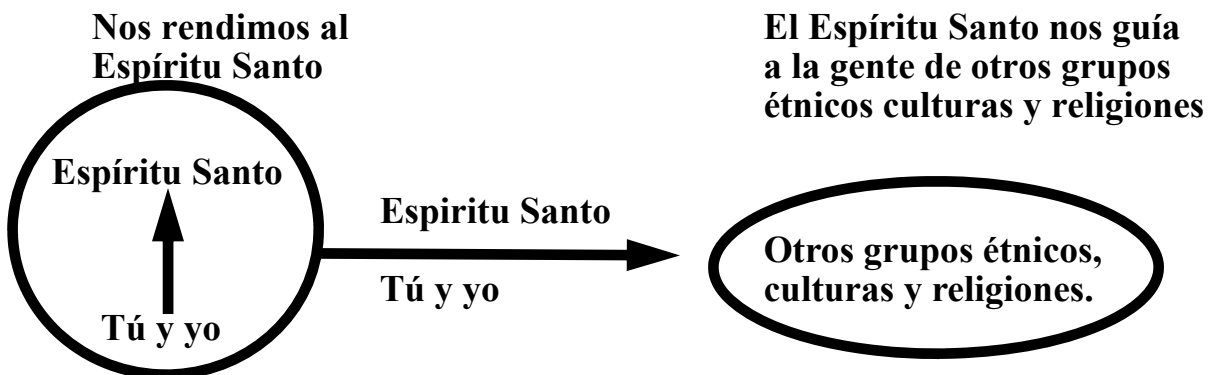 Nos rendimos al
Espíritu Santo
El Espíritu Santo nos guía
a la gente de otros grupos
étnicos culturas y religiones
Espíritu Santo
Tú y yo
Espiritu Santo
Tú y yo
Otros grupos étnicos,
culturas y religiones.